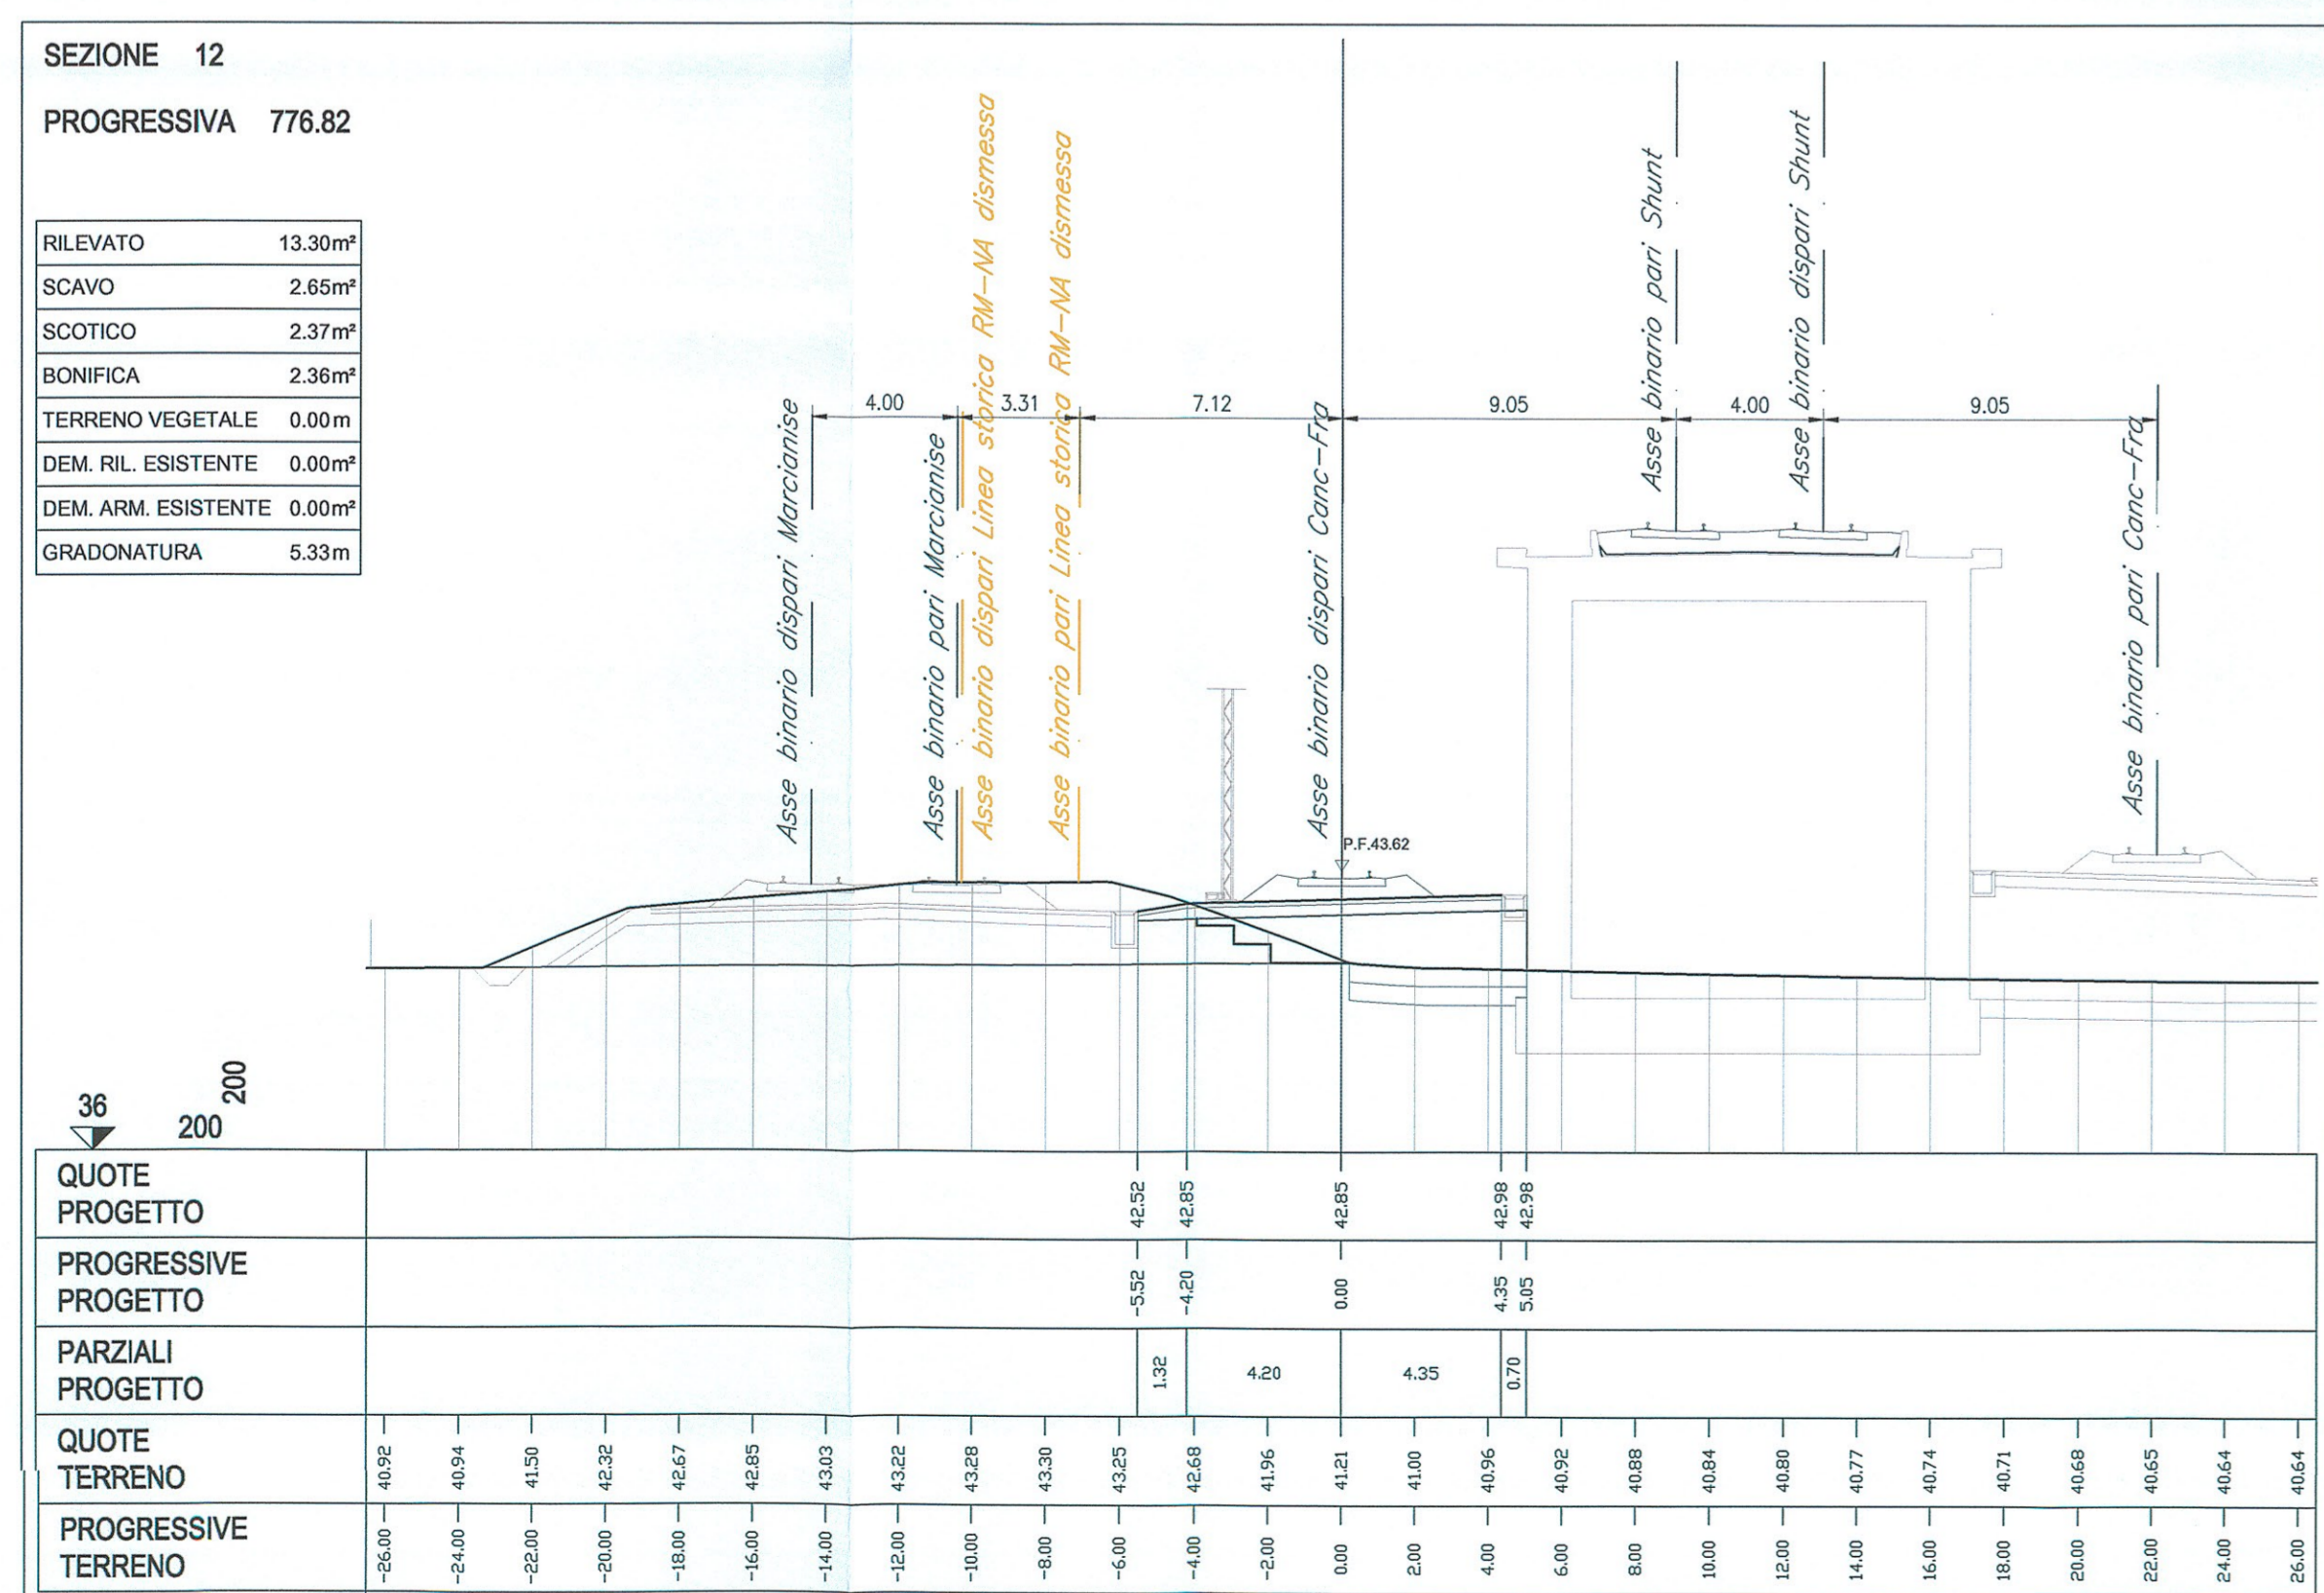 SEZIONE 12
PROGRESSIVA 776.82
RILEVATO 13.30m²
SCAVO 2.65m²
SCOTICO 2.37m²
BONIFICA 2.36m²
TERRENO VEGETALE 0.00m
DEM. RIL. ESISTENTE 0.00m²
DEM. ARM. ESISTENTE 0.00m²
GRADONATURA 5.33m
4.00 3.31 7.12 9.05 4.00 9.05
Asse binario dispari Marcianise
Asse binario pari Marcianise
Asse binario dispari Linea storica RM-NA dismessa
Asse binario pari Linea storica RM-NA dismessa
Asse binario dispari Canc-Fra
Asse binario pari Shunt
Asse binario dispari Shunt
Asse binario pari Canc-Fra
P.F.43.62
36
200
200
QUOTE
PROGETTO
42.52 42.85 42.85 42.98 42.98
PROGRESSIVE
PROGETTO
-5.52 -4.20 0.00 4.35 5.05
PARZIALI
PROGETTO
1.32 4.20 4.35 0.70
QUOTE
TERRENO
40.92 40.94 41.50 42.32 42.67 42.85 43.03 43.22 43.28 43.30 43.25 42.68 41.96 41.21 41.00 40.96 40.92 40.88 40.84 40.80 40.77 40.74 40.71 40.68 40.65 40.64 40.64
PROGRESSIVE
TERRENO
-26.00 -24.00 -22.00 -20.00 -18.00 -16.00 -14.00 -12.00 -10.00 -8.00 -6.00 -4.00 -2.00 0.00 2.00 4.00 6.00 8.00 10.00 12.00 14.00 16.00 18.00 20.00 22.00 24.00 26.00